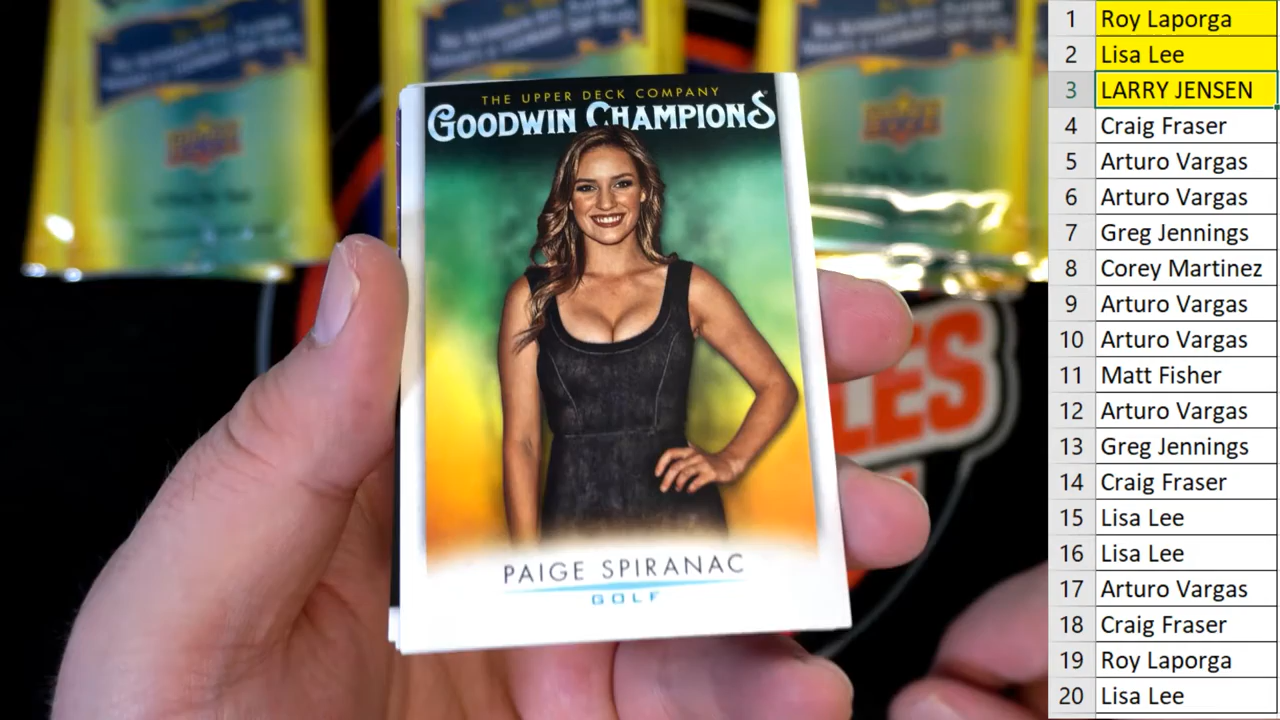 THE UPPER DECK COMPANY
GOODWIN CHAMPIONS
PAIGE SPIRANAC
GOLF
1 Roy Laporga
2 Lisa Lee
3 LARRY JENSEN
4 Craig Fraser
5 Arturo Vargas
6 Arturo Vargas
7 Greg Jennings
8 Corey Martinez
9 Arturo Vargas
10 Arturo Vargas
11 Matt Fisher
12 Arturo Vargas
13 Greg Jennings
14 Craig Fraser
15 Lisa Lee
16 Lisa Lee
17 Arturo Vargas
18 Craig Fraser
19 Roy Laporga
20 Lisa Lee